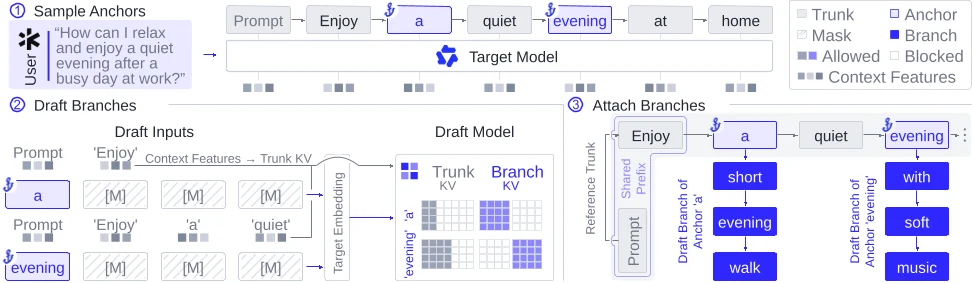 1 Sample Anchors
User
"How can I relax
and enjoy a quiet
evening after a
busy day at work?"
Prompt Enjoy a quiet evening at home
Target Model
Trunk Anchor
Mask Branch
Allowed Blocked
Context Features
2 Draft Branches
Draft Inputs
Prompt 'Enjoy'
Context Features → Trunk KV
a [M] [M] [M]
Prompt 'Enjoy' 'a' 'quiet'
evening [M] [M] [M]
Target Embedding
Draft Model
Trunk Branch
KV KV
'a'
'evening'
3 Attach Branches
Reference Trunk
Enjoy a quiet evening
Shared
Prefix
Prompt
Draft Branch of
Anchor 'a'
short
evening
walk
Draft Branch of
Anchor 'evening'
with
soft
music